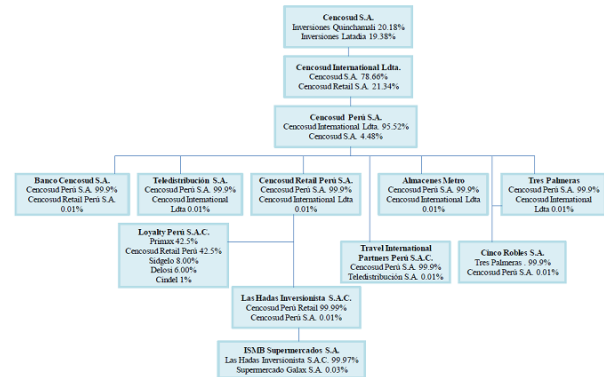 Cencosud S.A.
Inversiones Quinchamali 20.18%
Inversiones Latadia 19.38%
Cencosud International Ldta.
Cencosud S.A. 78.66%
Cencosud Retail S.A. 21.34%
Cencosud Perú S.A.
Cencosud International Ldta. 95.52%
Cencosud S.A. 4.48%
Banco Cencosud S.A.
Cencosud Perú S.A. 99.9%
Cencosud Retail Perú S.A.
0.01%
Teledistribución S.A.
Cencosud Perú S.A. 99.9%
Cencosud International
Ldta 0.01%
Cencosud Retail Perú S.A.
Cencosud Perú S.A. 99.9%
Cencosud International Ldta
0.01%
Almacenes Metro
Cencosud Perú S.A. 99.9%
Cencosud International Ldta
0.01%
Tres Palmeras
Cencosud Perú S.A. 99.9%
Cencosud International
Ldta 0.01%
Loyalty Perú S.A.C.
Primax 42.5%
Cencosud Retail Perú 42.5%
Sidgelo 8.00%
Delosi 6.00%
Cindel 1%
Travel International
Partners Perú S.A.C.
Cencosud Perú S.A. 99.9%
Teledistribución S.A. 0.01%
Cinco Robles S.A.
Tres Palmeras . 99.9%
Cencosud Perú S.A. 0.01%
Las Hadas Inversionista S.A.C.
Cencosud Perú Retail 99.99%
Cencosud Perú S.A. 0.01%
ISMB Supermercados S.A.
Las Hadas Inversionista S.A.C. 99.97%
Supermercado Galax S.A. 0.03%